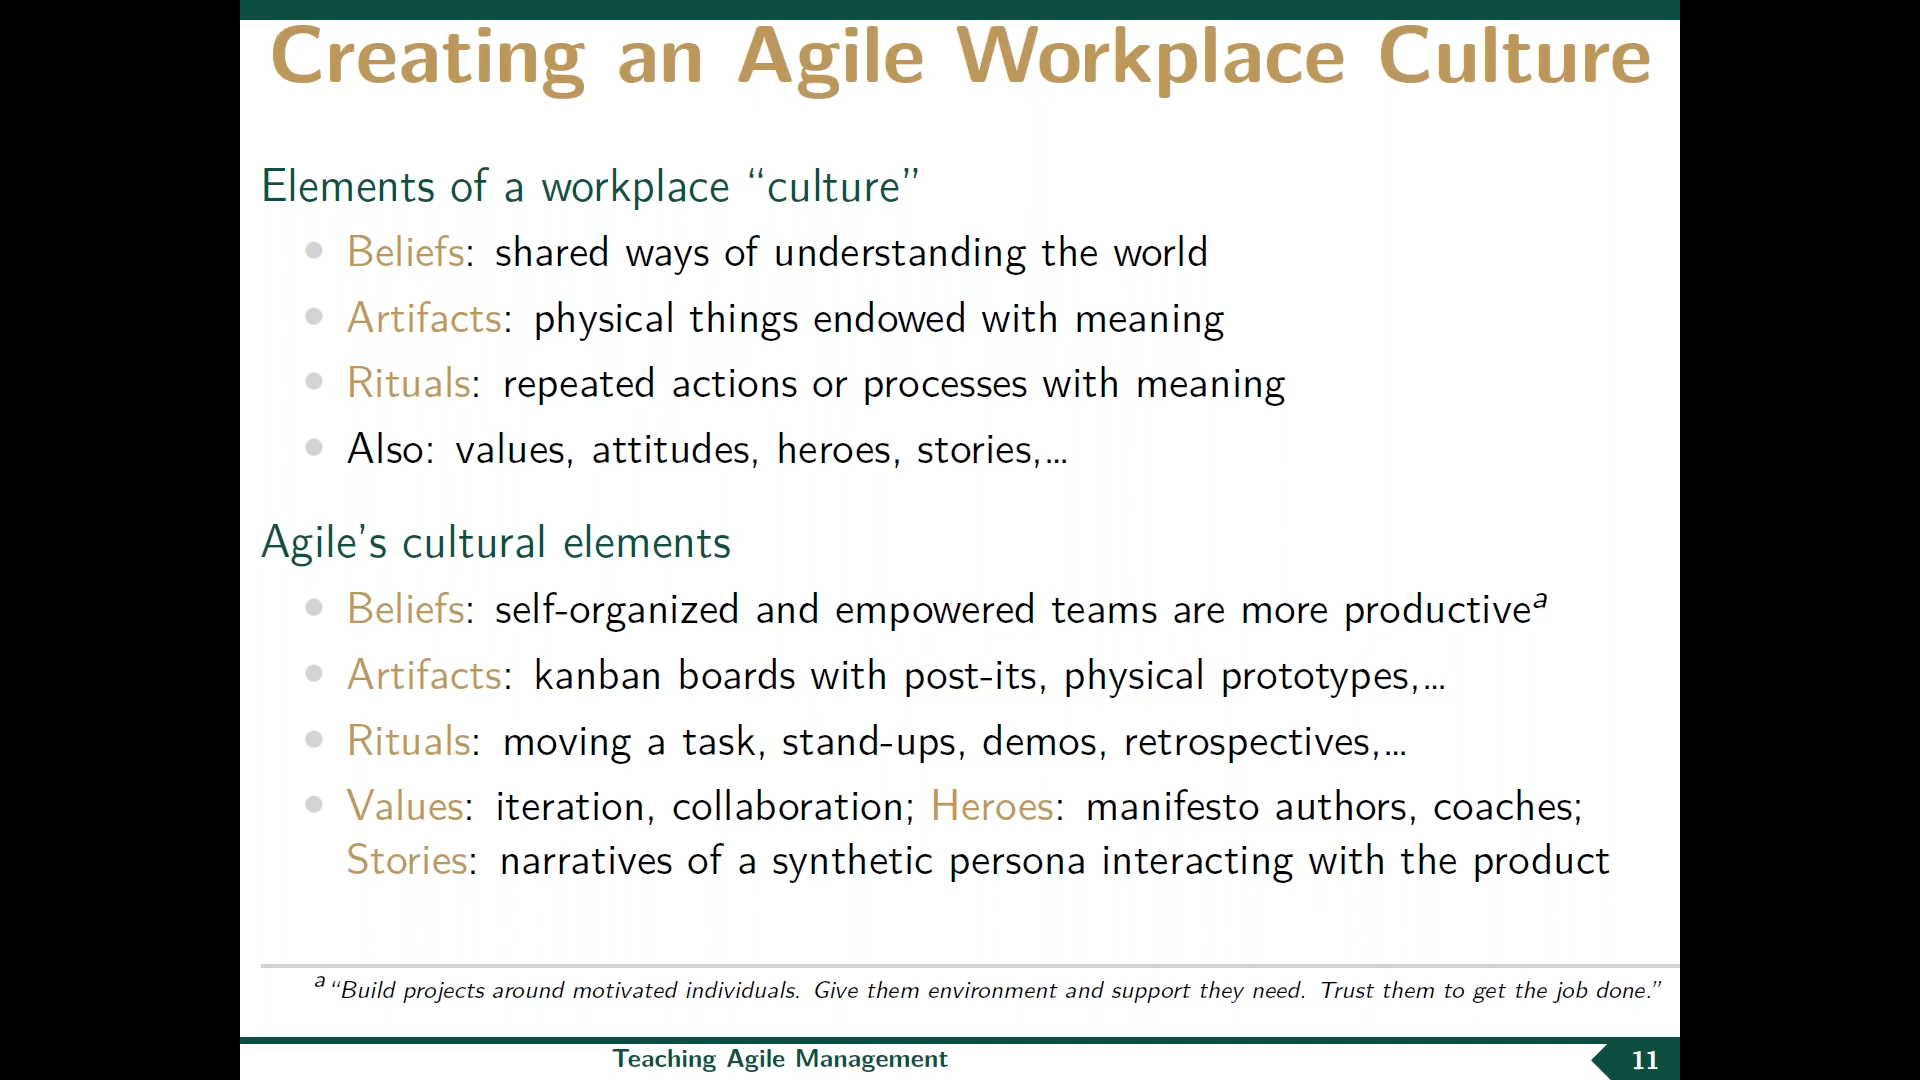 Creating an Agile Workplace Culture
Elements of a workplace “culture”
Beliefs: shared ways of understanding the world
Artifacts: physical things endowed with meaning
Rituals: repeated actions or processes with meaning
Also: values, attitudes, heroes, stories,...
Agile’s cultural elements
Beliefs: self-organized and empowered teams are more productiveᵃ
Artifacts: kanban boards with post-its, physical prototypes,...
Rituals: moving a task, stand-ups, demos, retrospectives,...
Values: iteration, collaboration; Heroes: manifesto authors, coaches;
Stories: narratives of a synthetic persona interacting with the product
ᵃ “Build projects around motivated individuals. Give them environment and support they need. Trust them to get the job done.”
Teaching Agile Management
11